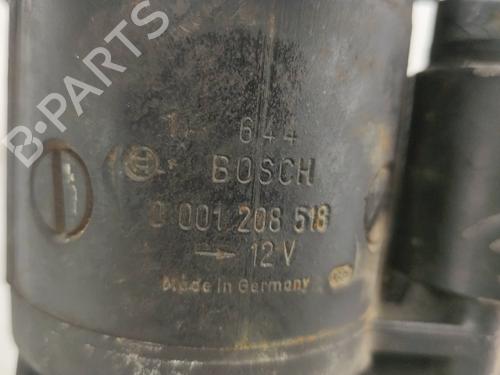 B-PARTS
644
BOSCH
0 001 208 518
12 V
Made in Germany